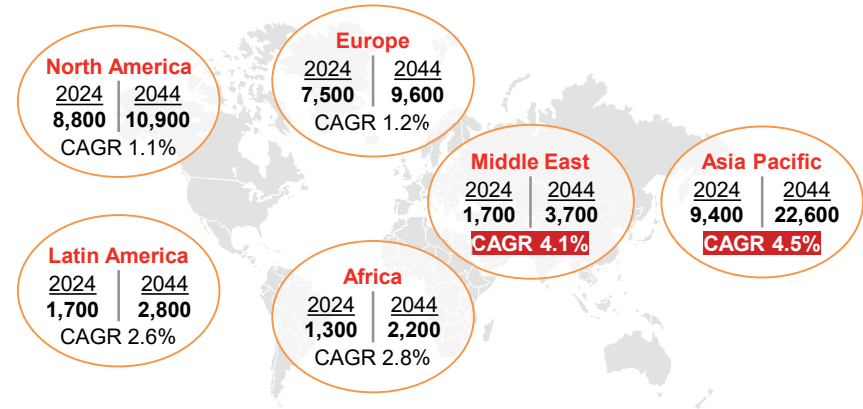 North America
2024 2044
8,800 10,900
CAGR 1.1%
Europe
2024 2044
7,500 9,600
CAGR 1.2%
Middle East
2024 2044
1,700 3,700
CAGR 4.1%
Asia Pacific
2024 2044
9,400 22,600
CAGR 4.5%
Latin America
2024 2044
1,700 2,800
CAGR 2.6%
Africa
2024 2044
1,300 2,200
CAGR 2.8%